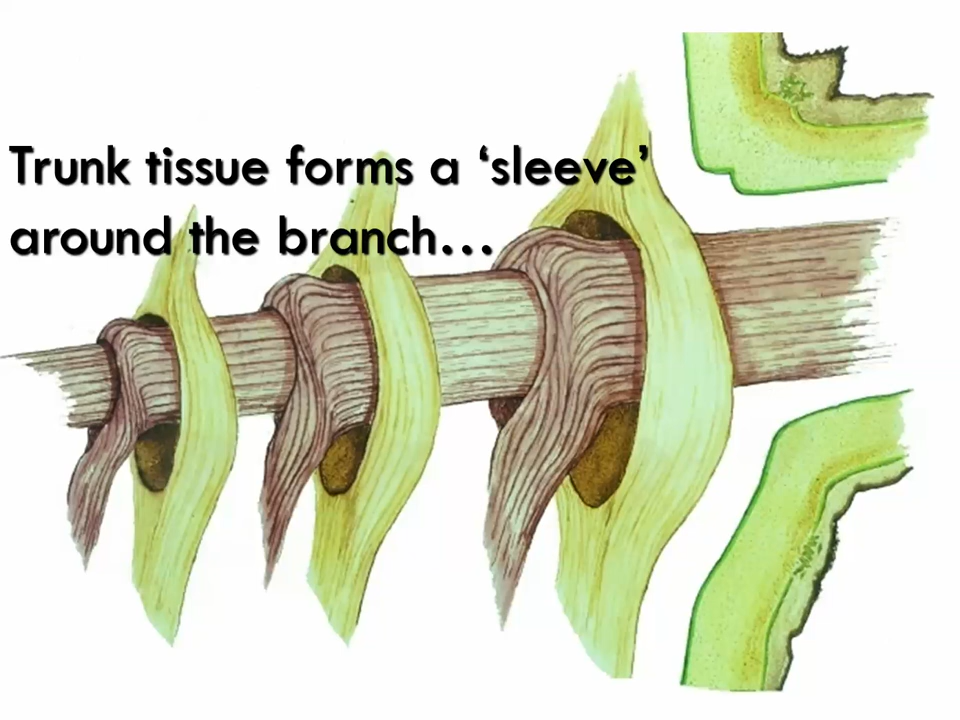 Trunk tissue forms a ‘sleeve’
around the branch…